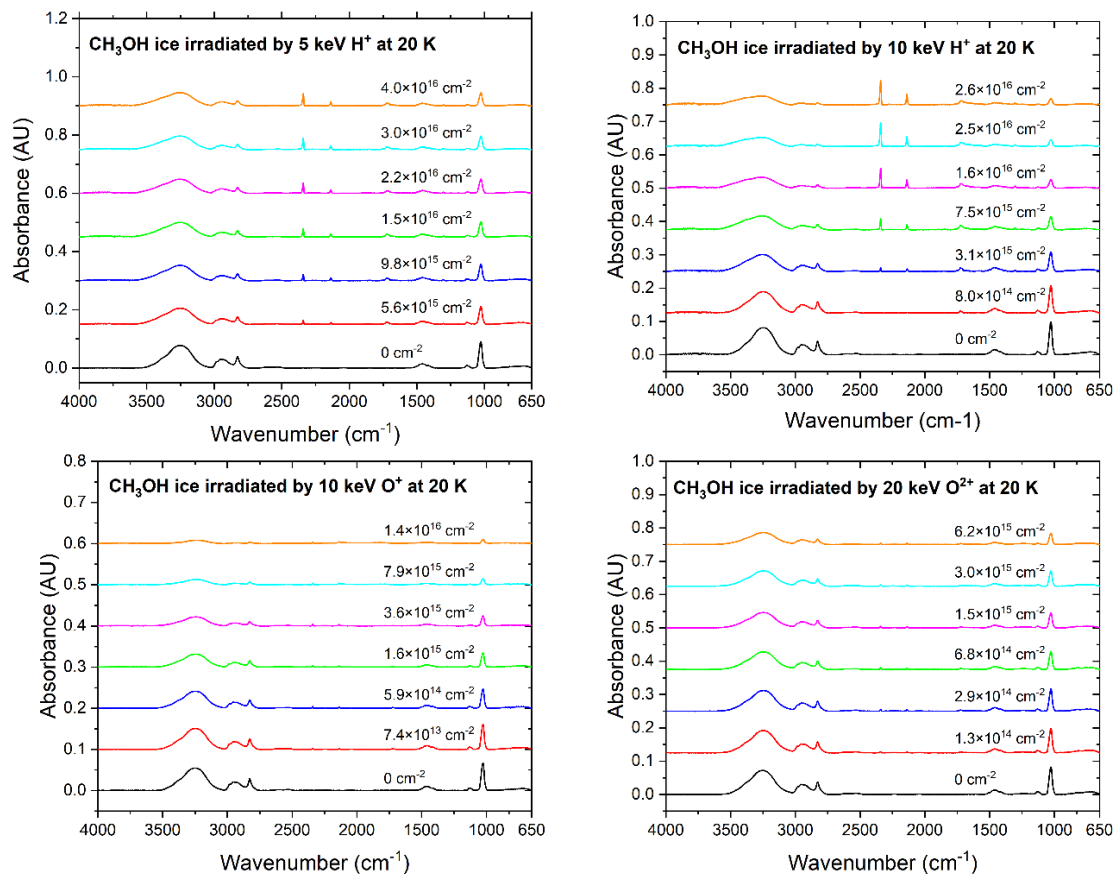 CH₃OH ice irradiated by 5 keV H⁺ at 20 K
Absorbance (AU)
1.2
1.0
0.8
0.6
0.4
0.2
0.0
4.0×10¹⁶ cm⁻²
3.0×10¹⁶ cm⁻²
2.2×10¹⁶ cm⁻²
1.5×10¹⁶ cm⁻²
9.8×10¹⁵ cm⁻²
5.6×10¹⁵ cm⁻²
0 cm⁻²
4000 3500 3000 2500 2000 1500 1000 650
Wavenumber (cm⁻¹)
CH₃OH ice irradiated by 10 keV H⁺ at 20 K
Absorbance (AU)
1.0
0.9
0.8
0.7
0.6
0.5
0.4
0.3
0.2
0.1
0.0
2.6×10¹⁶ cm⁻²
2.5×10¹⁶ cm⁻²
1.6×10¹⁶ cm⁻²
7.5×10¹⁵ cm⁻²
3.1×10¹⁵ cm⁻²
8.0×10¹⁴ cm⁻²
0 cm⁻²
4000 3500 3000 2500 2000 1500 1000 650
Wavenumber (cm-1)
CH₃OH ice irradiated by 10 keV O⁺ at 20 K
Absorbance (AU)
0.8
0.7
0.6
0.5
0.4
0.3
0.2
0.1
0.0
1.4×10¹⁶ cm⁻²
7.9×10¹⁵ cm⁻²
3.6×10¹⁵ cm⁻²
1.6×10¹⁵ cm⁻²
5.9×10¹⁴ cm⁻²
7.4×10¹³ cm⁻²
0 cm⁻²
4000 3500 3000 2500 2000 1500 1000 650
Wavenumber (cm⁻¹)
CH₃OH ice irradiated by 20 keV O²⁺ at 20 K
Absorbance (AU)
1.0
0.9
0.8
0.7
0.6
0.5
0.4
0.3
0.2
0.1
0.0
6.2×10¹⁵ cm⁻²
3.0×10¹⁵ cm⁻²
1.5×10¹⁵ cm⁻²
6.8×10¹⁴ cm⁻²
2.9×10¹⁴ cm⁻²
1.3×10¹⁴ cm⁻²
0 cm⁻²
4000 3500 3000 2500 2000 1500 1000 650
Wavenumber (cm⁻¹)